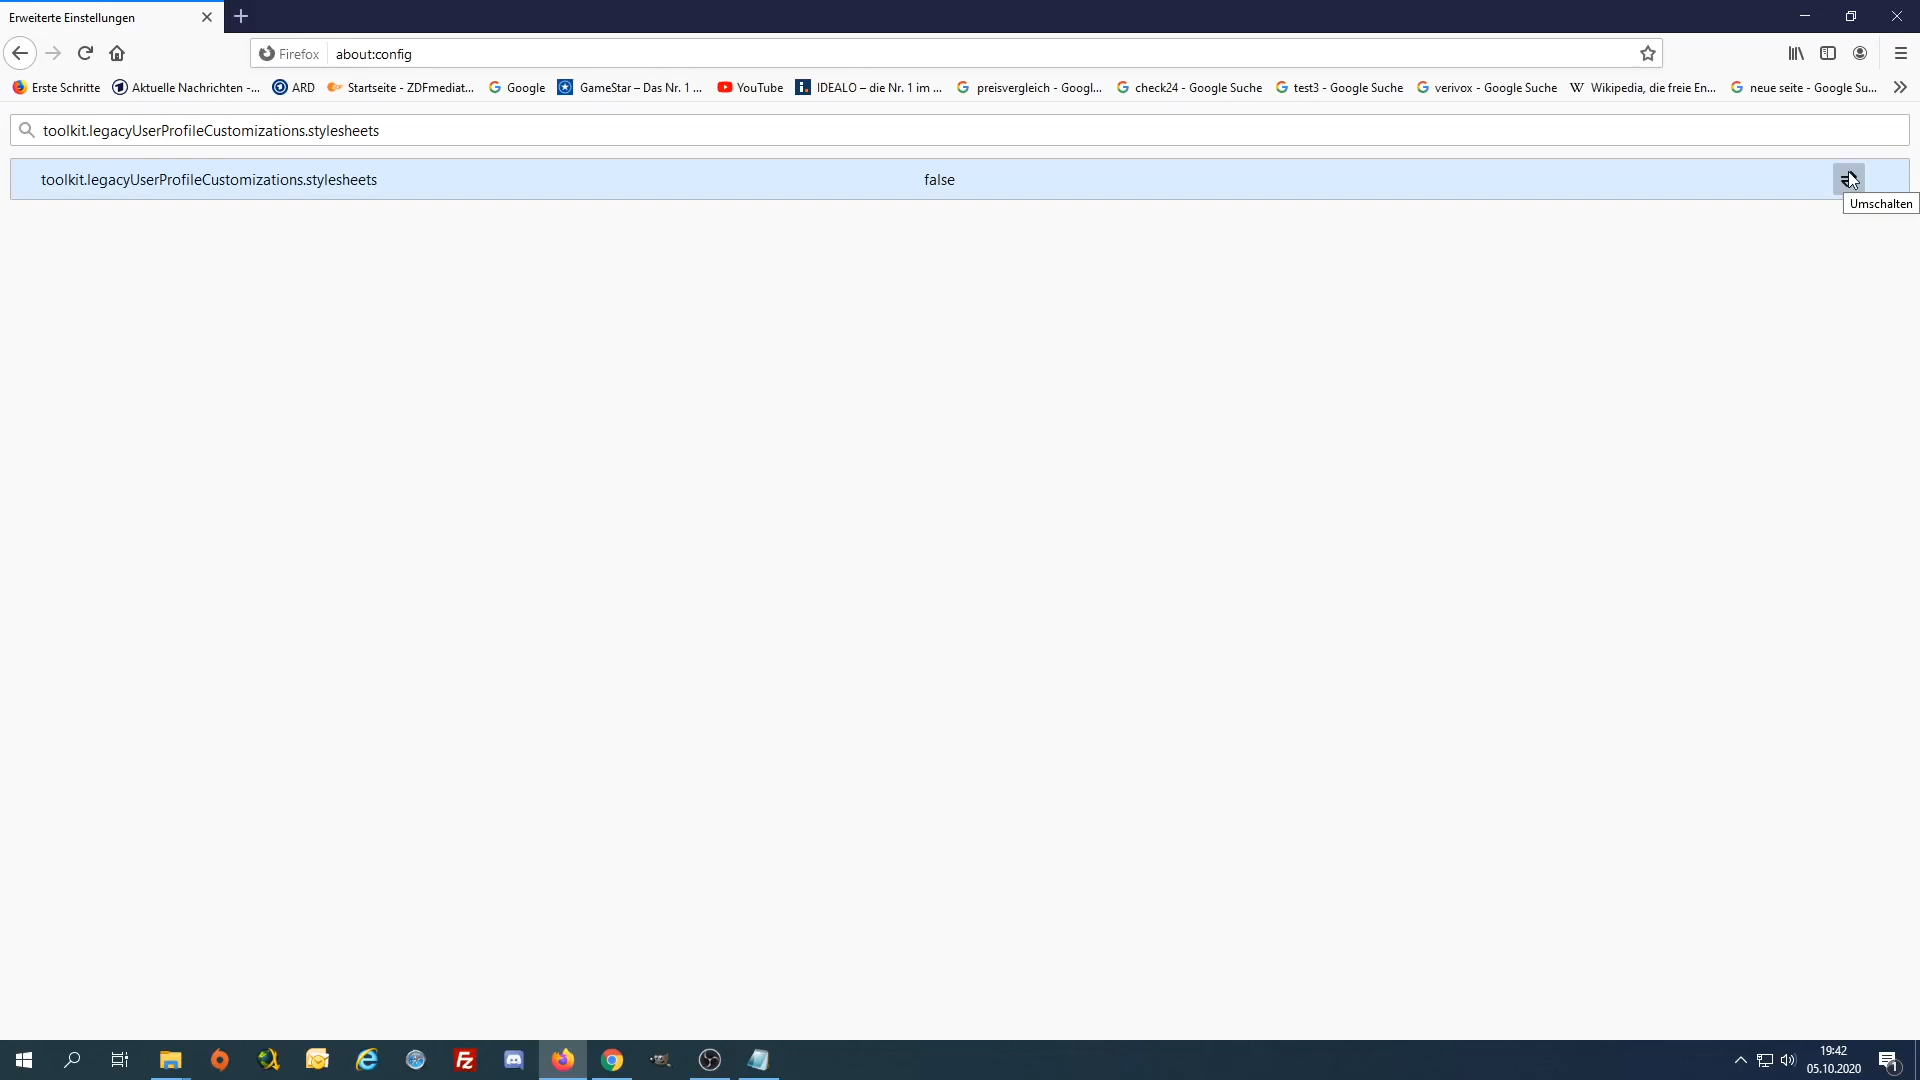 Erweiterte Einstellungen
Firefox about:config
Erste Schritte Aktuelle Nachrichten -... ARD Startseite - ZDFmediat... Google GameStar – Das Nr. 1 ... YouTube IDEALO – die Nr. 1 im ... preisvergleich - Googl... check24 - Google Suche test3 - Google Suche verivox - Google Suche Wikipedia, die freie En... neue seite - Google Su...
toolkit.legacyUserProfileCustomizations.stylesheets
toolkit.legacyUserProfileCustomizations.stylesheets false
Umschalten
19:42
05.10.2020
1